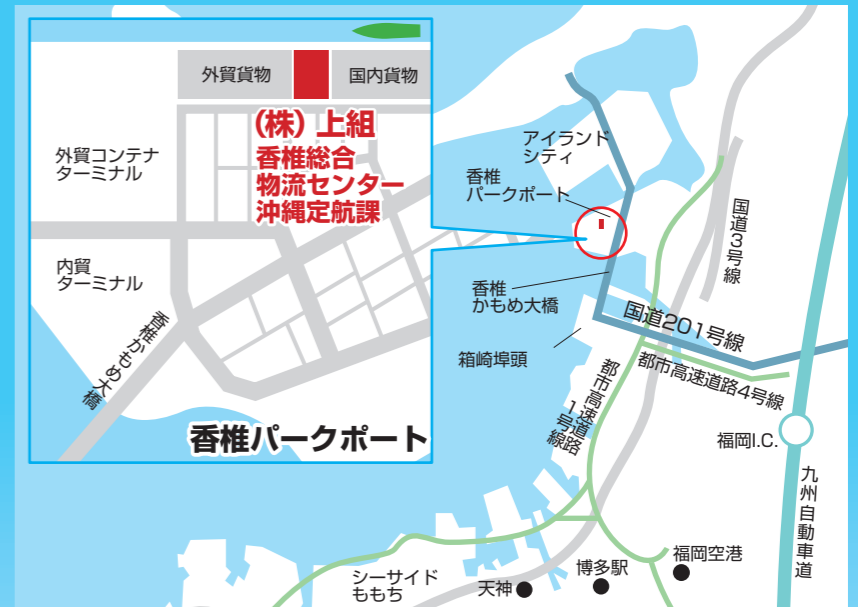 外貿貨物
国内貨物
(株)上組
香椎総合
物流センター
沖縄定航課
外貿コンテナ
ターミナル
内貿
ターミナル
香椎かもめ大橋
香椎パークポート
アイランド
シティ
香椎
パークポート
国道3号線
香椎
かもめ大橋
国道201号線
箱崎埠頭
都市高速道路4号線
都市高速道路
1号線
福岡I.C.
九州自動車道
シーサイド
ももち
天神
博多駅
福岡空港